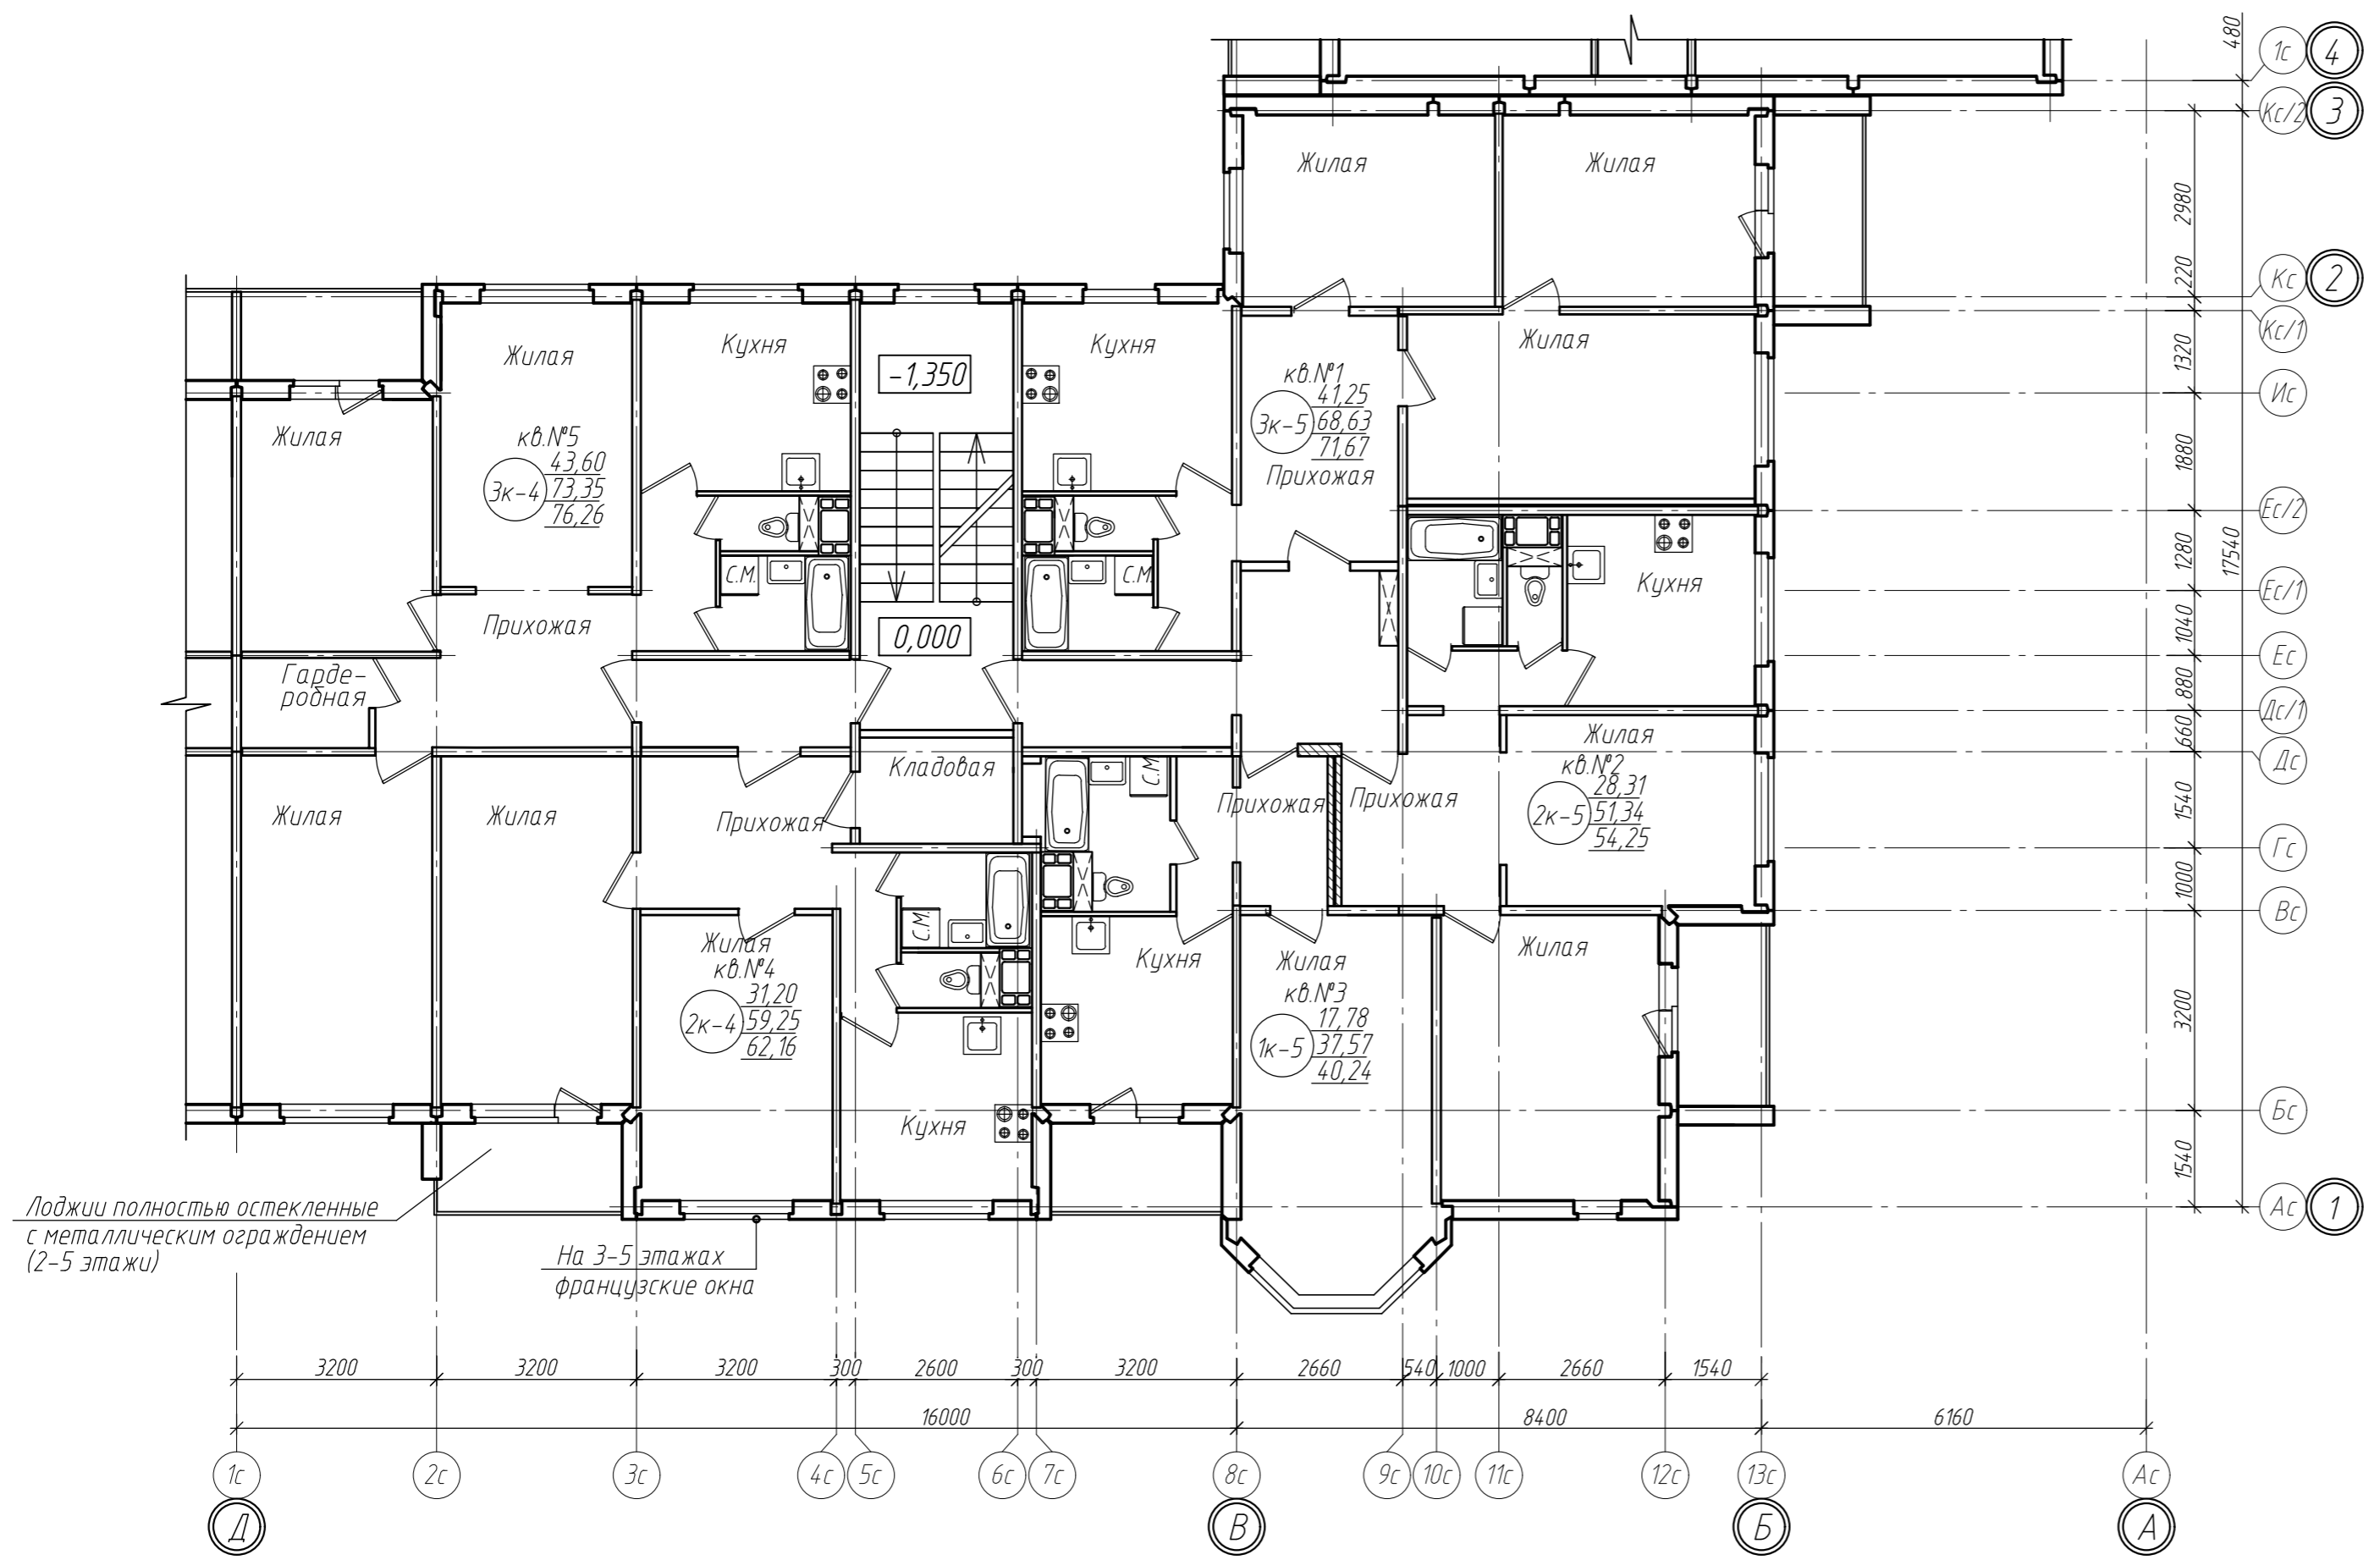 480
1с
4
Кс/2
3
Жилая
Жилая
2980
220
Кс
2
Кс/1
Жилая
Кухня
-1,350
Кухня
Жилая
1320
кв.№1
41,25
3к-5
68,63
71,67
Прихожая
Ис
Жилая
кв.№5
43,60
3к-4
73,35
76,26
1880
17540
Ес/2
С.М.
С.М.
Кухня
1280
Ес/1
Прихожая
0,000
1040
Ес
Гарде-
робная
880
Дс/1
660
Жилая
кв.№2
28,31
2к-5
51,34
54,25
Дс
Кладовая
С.М.
Прихожая
Прихожая
1540
Жилая
Жилая
Прихожая
Гс
1000
Вс
С.М.
Жилая
кв.№4
31,20
2к-4
59,25
62,16
Кухня
Жилая
кв.№3
17,78
1к-5
37,57
40,24
Жилая
3200
Кухня
Бс
1540
Лоджии полностью остекленные
с металлическим ограждением
(2-5 этажи)
Ас
1
На 3-5 этажах
французские окна
3200
3200
3200
300
2600
300
3200
2660
540
1000
2660
1540
16000
8400
6160
1с
2с
3с
4с
5с
6с
7с
8с
9с
10с
11с
12с
13с
Ас
Д
В
Б
А